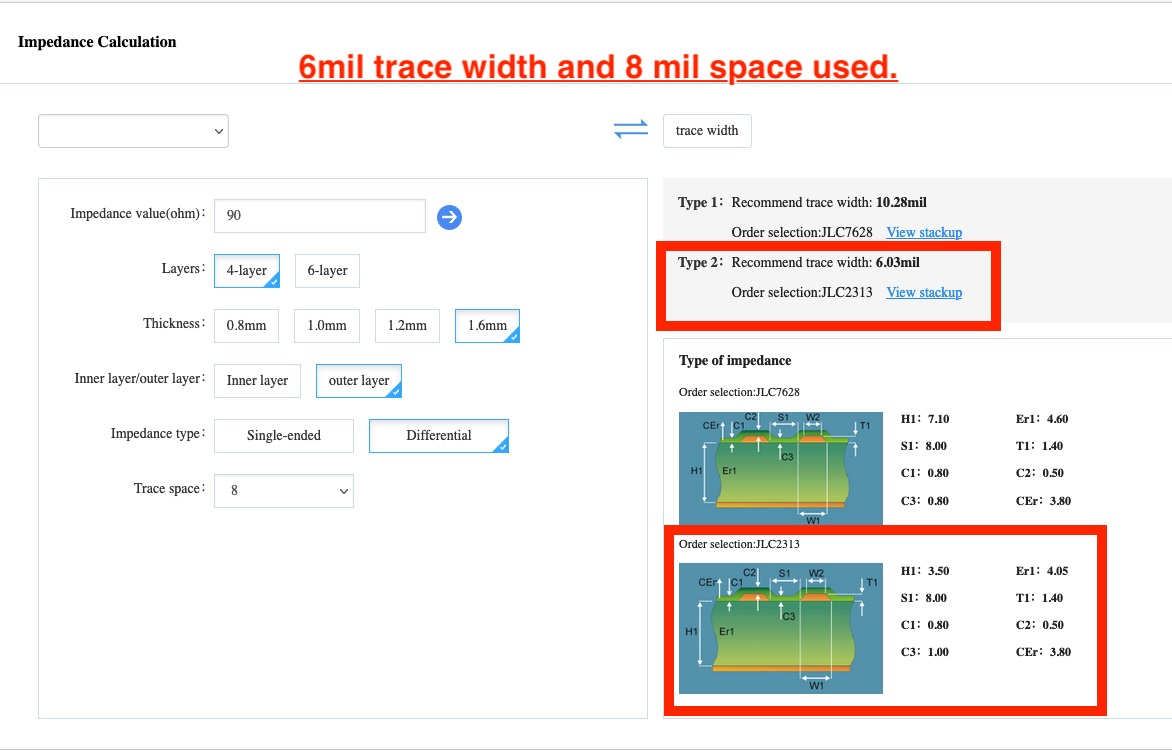 Impedance Calculation
6mil trace width and 8 mil space used.
trace width
Impedance value(ohm): 90
Layers: 4-layer 6-layer
Thickness: 0.8mm 1.0mm 1.2mm 1.6mm
Inner layer/outer layer: Inner layer outer layer
Impedance type: Single-ended Differential
Trace space: 8
Type 1: Recommend trace width: 10.28mil
Order selection:JLC7628 View stackup
Type 2: Recommend trace width: 6.03mil
Order selection:JLC2313 View stackup
Type of impedance
Order selection:JLC7628
CEr C1 C2 S1 W2 T1
C3
H1 Er1
W1
H1: 7.10 Er1: 4.60
S1: 8.00 T1: 1.40
C1: 0.80 C2: 0.50
C3: 0.80 CEr: 3.80
Order selection:JLC2313
CEr C1 C2 S1 W2 T1
C3
H1 Er1
W1
H1: 3.50 Er1: 4.05
S1: 8.00 T1: 1.40
C1: 0.80 C2: 0.50
C3: 1.00 CEr: 3.80